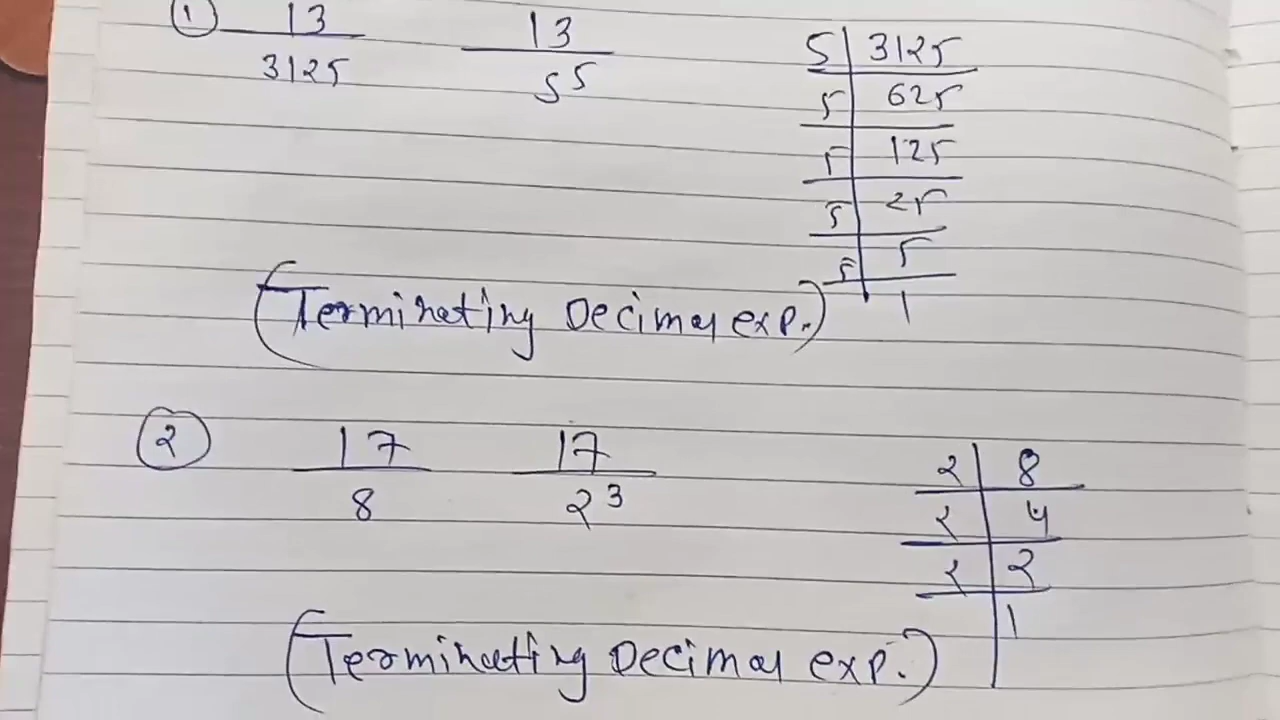 ① 13/3125 13/5⁵
5 | 3125
5 | 625
5 | 125
5 | 25
5 | 5
1
(Terminating Decimal exp.)
② 17/8 17/2³
2 | 8
2 | 4
2 | 2
1
(Terminating Decimal exp.)